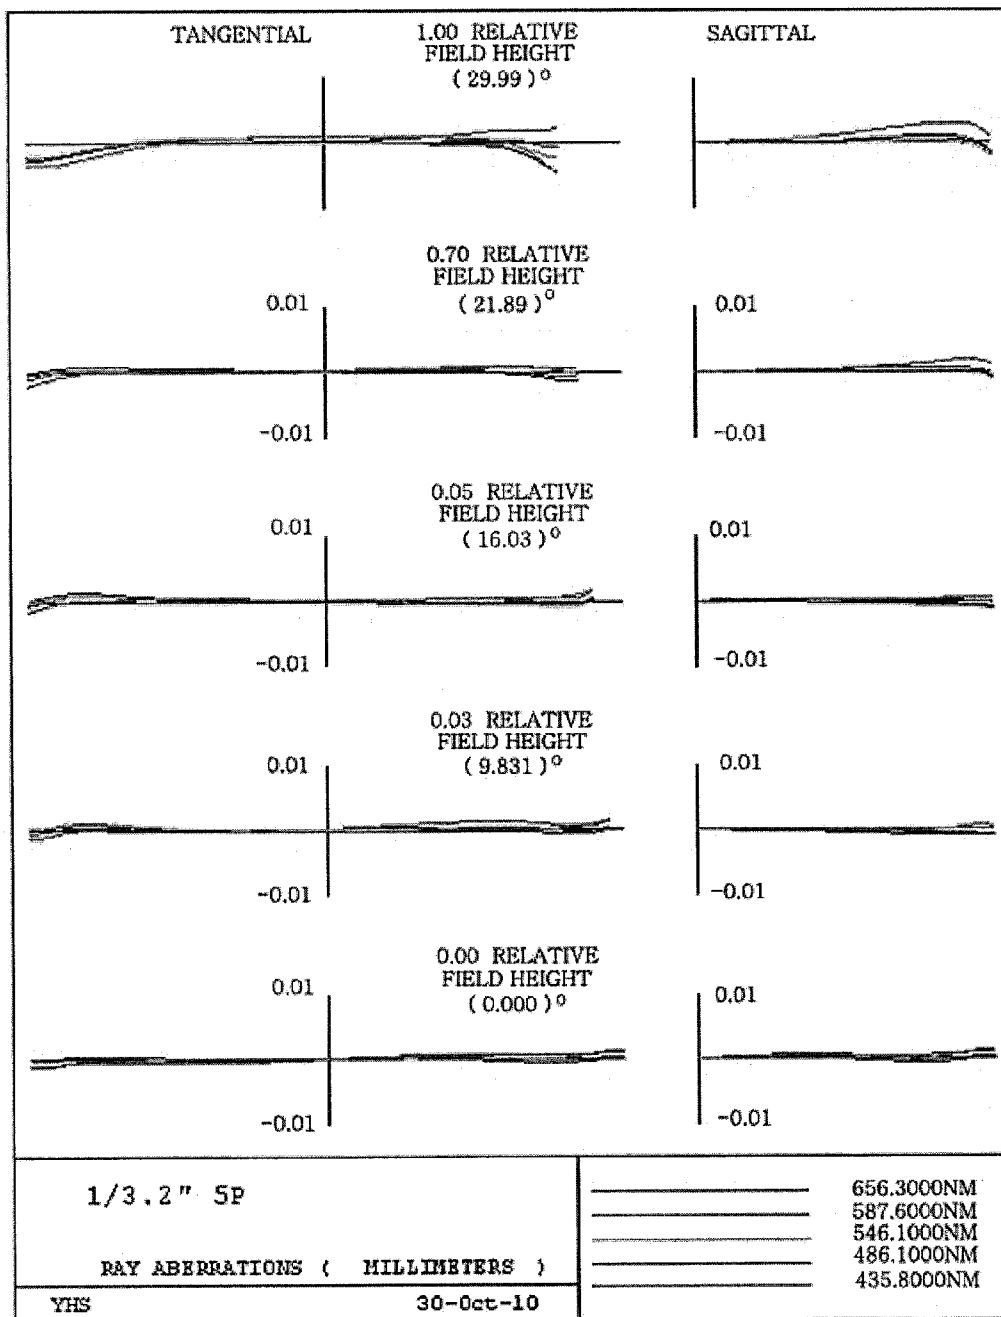 TANGENTIAL
1.00 RELATIVE
FIELD HEIGHT
( 29.99 )°
SAGITTAL
0.70 RELATIVE
FIELD HEIGHT
( 21.89 )°
0.01
0.01
-0.01
-0.01
0.05 RELATIVE
FIELD HEIGHT
( 16.03 )°
0.01
0.01
-0.01
-0.01
0.03 RELATIVE
FIELD HEIGHT
( 9.831 )°
0.01
0.01
-0.01
-0.01
0.00 RELATIVE
FIELD HEIGHT
( 0.000 )°
0.01
0.01
-0.01
-0.01
1/3.2" 5P
RAY ABERRATIONS ( MILLIMETERS )
YHS 30-Oct-10
656.3000NM
587.6000NM
546.1000NM
486.1000NM
435.8000NM